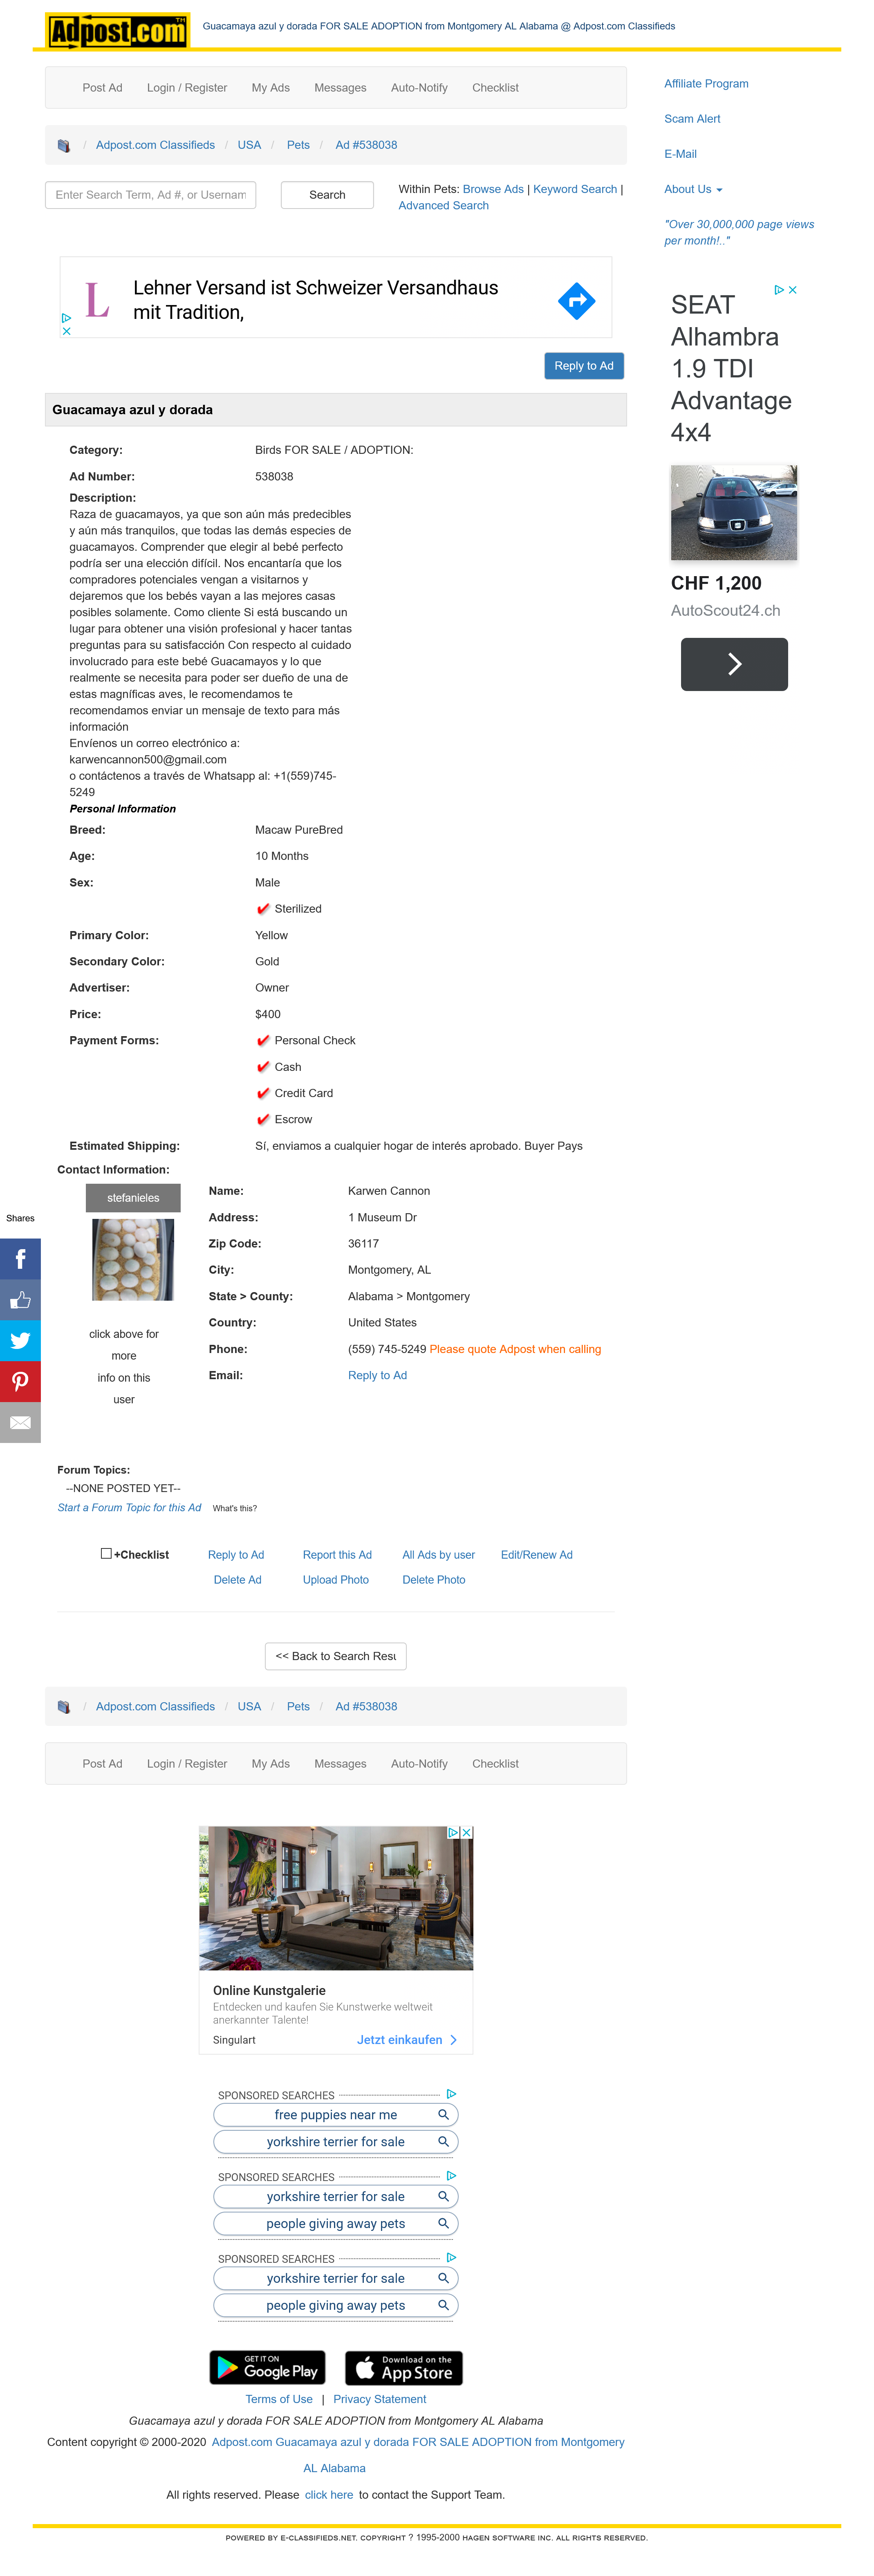 Adpost.com™
Guacamaya azul y dorada FOR SALE ADOPTION from Montgomery AL Alabama @ Adpost.com Classifieds
Post Ad Login / Register My Ads Messages Auto-Notify Checklist
Affiliate Program
Scam Alert
E-Mail
About Us
"Over 30,000,000 page views
per month!.."
/ Adpost.com Classifieds / USA / Pets / Ad #538038
Enter Search Term, Ad #, or Usernam
Search
Within Pets: Browse Ads | Keyword Search |
Advanced Search
L
Lehner Versand ist Schweizer Versandhaus
mit Tradition,
SEAT
Alhambra
1.9 TDI
Advantage
4x4
CHF 1,200
AutoScout24.ch
Reply to Ad
Guacamaya azul y dorada
Category: Birds FOR SALE / ADOPTION:
Ad Number: 538038
Description:
Raza de guacamayos, ya que son aún más predecibles
y aún más tranquilos, que todas las demás especies de
guacamayos. Comprender que elegir al bebé perfecto
podría ser una elección difícil. Nos encantaría que los
compradores potenciales vengan a visitarnos y
dejaremos que los bebés vayan a las mejores casas
posibles solamente. Como cliente Si está buscando un
lugar para obtener una visión profesional y hacer tantas
preguntas para su satisfacción Con respecto al cuidado
involucrado para este bebé Guacamayos y lo que
realmente se necesita para poder ser dueño de una de
estas magníficas aves, le recomendamos te
recomendamos enviar un mensaje de texto para más
información
Envíenos un correo electrónico a:
karwencannon500@gmail.com
o contáctenos a través de Whatsapp al: +1(559)745-
5249
Personal Information
Breed: Macaw PureBred
Age: 10 Months
Sex: Male
Sterilized
Primary Color: Yellow
Secondary Color: Gold
Advertiser: Owner
Price: $400
Payment Forms: Personal Check
Cash
Credit Card
Escrow
Estimated Shipping: Sí, enviamos a cualquier hogar de interés aprobado. Buyer Pays
Contact Information:
stefanieles
click above for
more
info on this
user
Name: Karwen Cannon
Address: 1 Museum Dr
Zip Code: 36117
City: Montgomery, AL
State > County: Alabama > Montgomery
Country: United States
Phone: (559) 745-5249 Please quote Adpost when calling
Email: Reply to Ad
Shares
Forum Topics:
--NONE POSTED YET--
Start a Forum Topic for this Ad What's this?
+Checklist Reply to Ad Report this Ad All Ads by user Edit/Renew Ad
Delete Ad Upload Photo Delete Photo
<< Back to Search Resu
/ Adpost.com Classifieds / USA / Pets / Ad #538038
Post Ad Login / Register My Ads Messages Auto-Notify Checklist
Online Kunstgalerie
Entdecken und kaufen Sie Kunstwerke weltweit
anerkannter Talente!
Singulart Jetzt einkaufen
SPONSORED SEARCHES
free puppies near me
yorkshire terrier for sale
SPONSORED SEARCHES
yorkshire terrier for sale
people giving away pets
SPONSORED SEARCHES
yorkshire terrier for sale
people giving away pets
GET IT ON
Google Play
Download on the
App Store
Terms of Use | Privacy Statement
Guacamaya azul y dorada FOR SALE ADOPTION from Montgomery AL Alabama
Content copyright © 2000-2020 Adpost.com Guacamaya azul y dorada FOR SALE ADOPTION from Montgomery
AL Alabama
All rights reserved. Please click here to contact the Support Team.
POWERED BY E-CLASSIFIEDS.NET. COPYRIGHT ? 1995-2000 HAGEN SOFTWARE INC. ALL RIGHTS RESERVED.